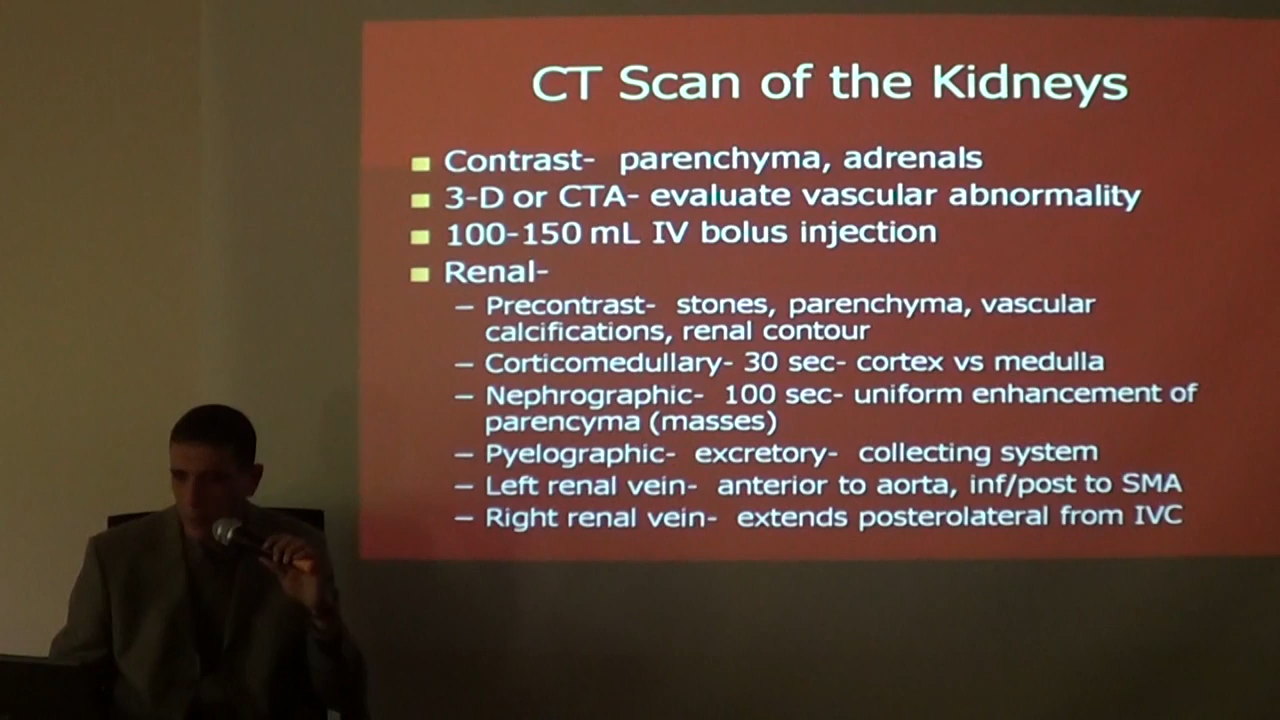 CT Scan of the Kidneys
Contrast- parenchyma, adrenals
3-D or CTA- evaluate vascular abnormality
100-150 mL IV bolus injection
Renal-
– Precontrast- stones, parenchyma, vascular
calcifications, renal contour
– Corticomedullary- 30 sec- cortex vs medulla
– Nephrographic- 100 sec- uniform enhancement of
parencyma (masses)
– Pyelographic- excretory- collecting system
– Left renal vein- anterior to aorta, inf/post to SMA
– Right renal vein- extends posterolateral from IVC